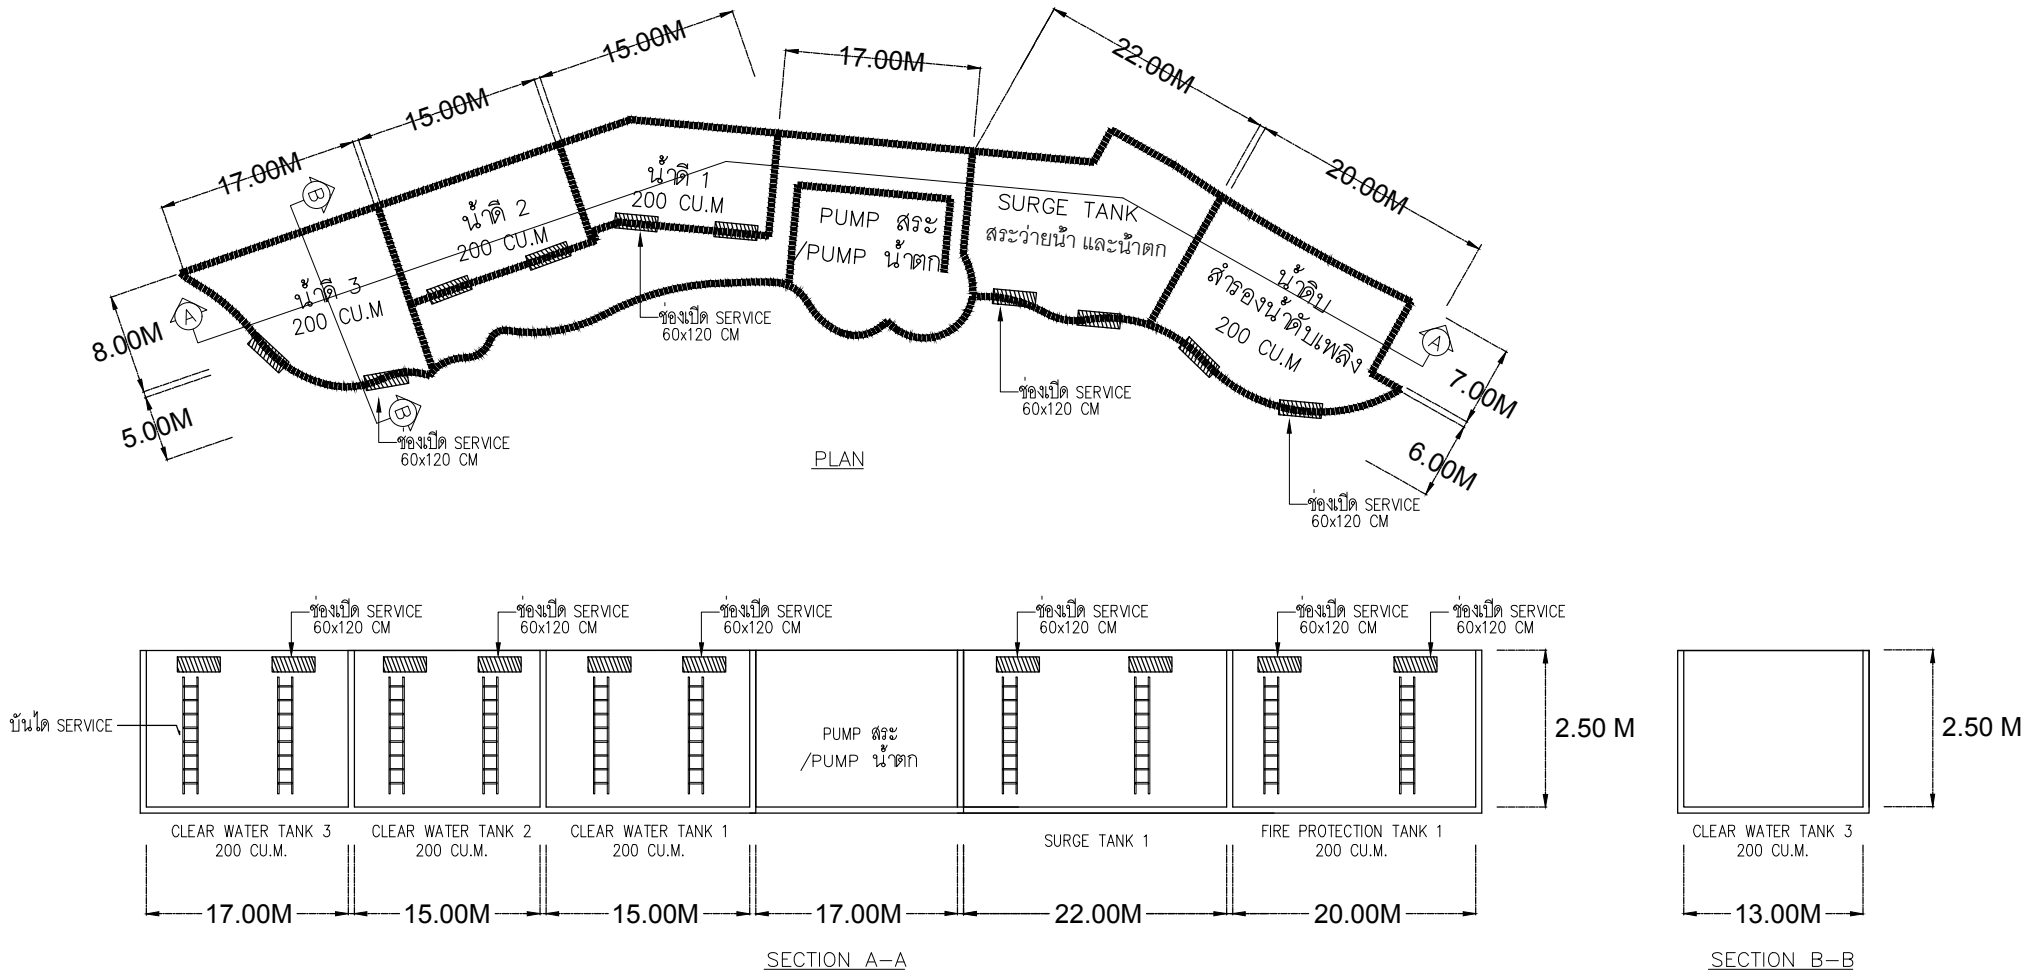 15.00M
22.00M
17.00M
15.00M
17.00M
20.00M
B
น้ำดี 1
200 CU.M
น้ำดี 2
200 CU.M
PUMP สระ
/PUMP น้ำตก
SURGE TANK
สระว่ายน้ำ และน้ำตก
น้ำดี 3
200 CU.M
น้ำดิบ
สำรองน้ำดับเพลิง
200 CU.M
A
A
8.00M
ช่องเปิด SERVICE
60x120 CM
7.00M
ช่องเปิด SERVICE
60x120 CM
B
5.00M
ช่องเปิด SERVICE
60x120 CM
6.00M
PLAN
ช่องเปิด SERVICE
60x120 CM
ช่องเปิด SERVICE
60x120 CM
ช่องเปิด SERVICE
60x120 CM
ช่องเปิด SERVICE
60x120 CM
ช่องเปิด SERVICE
60x120 CM
ช่องเปิด SERVICE
60x120 CM
ช่องเปิด SERVICE
60x120 CM
บันได SERVICE
PUMP สระ
/PUMP น้ำตก
2.50 M
2.50 M
CLEAR WATER TANK 3
200 CU.M.
CLEAR WATER TANK 2
200 CU.M.
CLEAR WATER TANK 1
200 CU.M.
SURGE TANK 1
FIRE PROTECTION TANK 1
200 CU.M.
CLEAR WATER TANK 3
200 CU.M.
17.00M
15.00M
15.00M
17.00M
22.00M
20.00M
13.00M
SECTION A-A
SECTION B-B